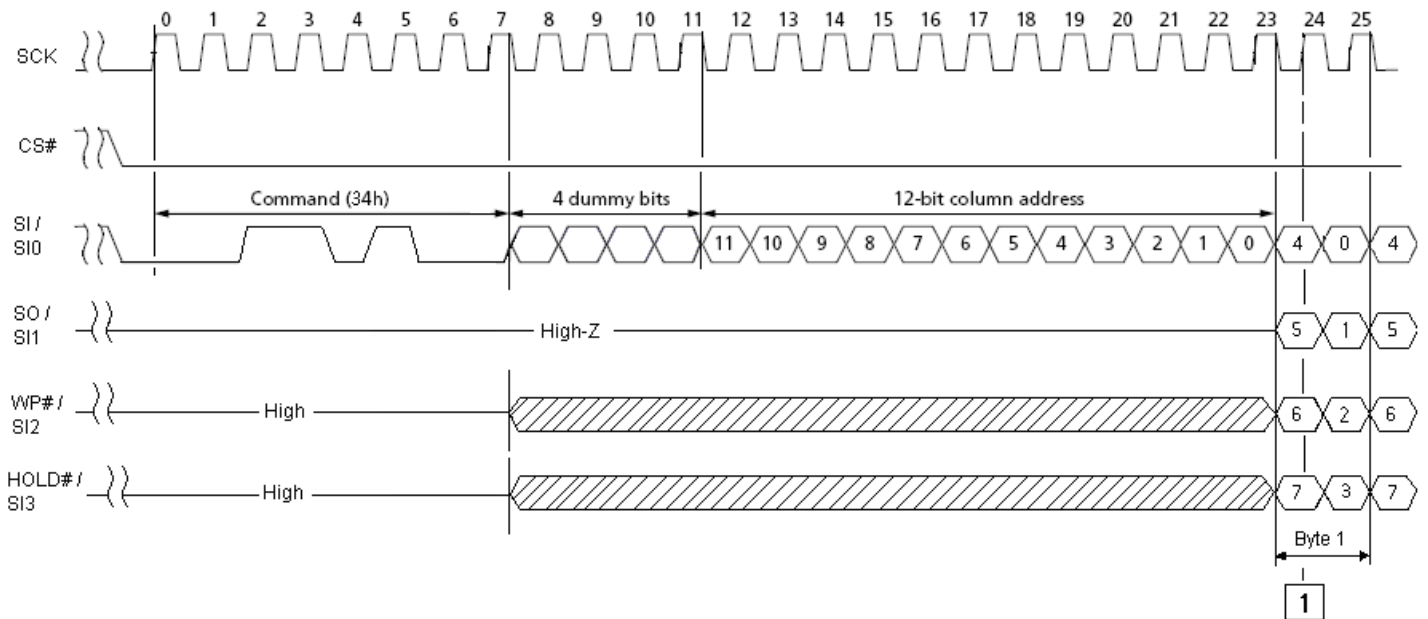 0 1 2 3 4 5 6 7 8 9 10 11 12 13 14 15 16 17 18 19 20 21 22 23 24 25
SCK
CS#
Command (34h) 4 dummy bits 12-bit column address
SI /
SI0
11 10 9 8 7 6 5 4 3 2 1 0 4 0 4
SO /
SI1
High-Z
5 1 5
WP# /
SI2
High
6 2 6
HOLD# /
SI3
High
7 3 7
Byte 1
1